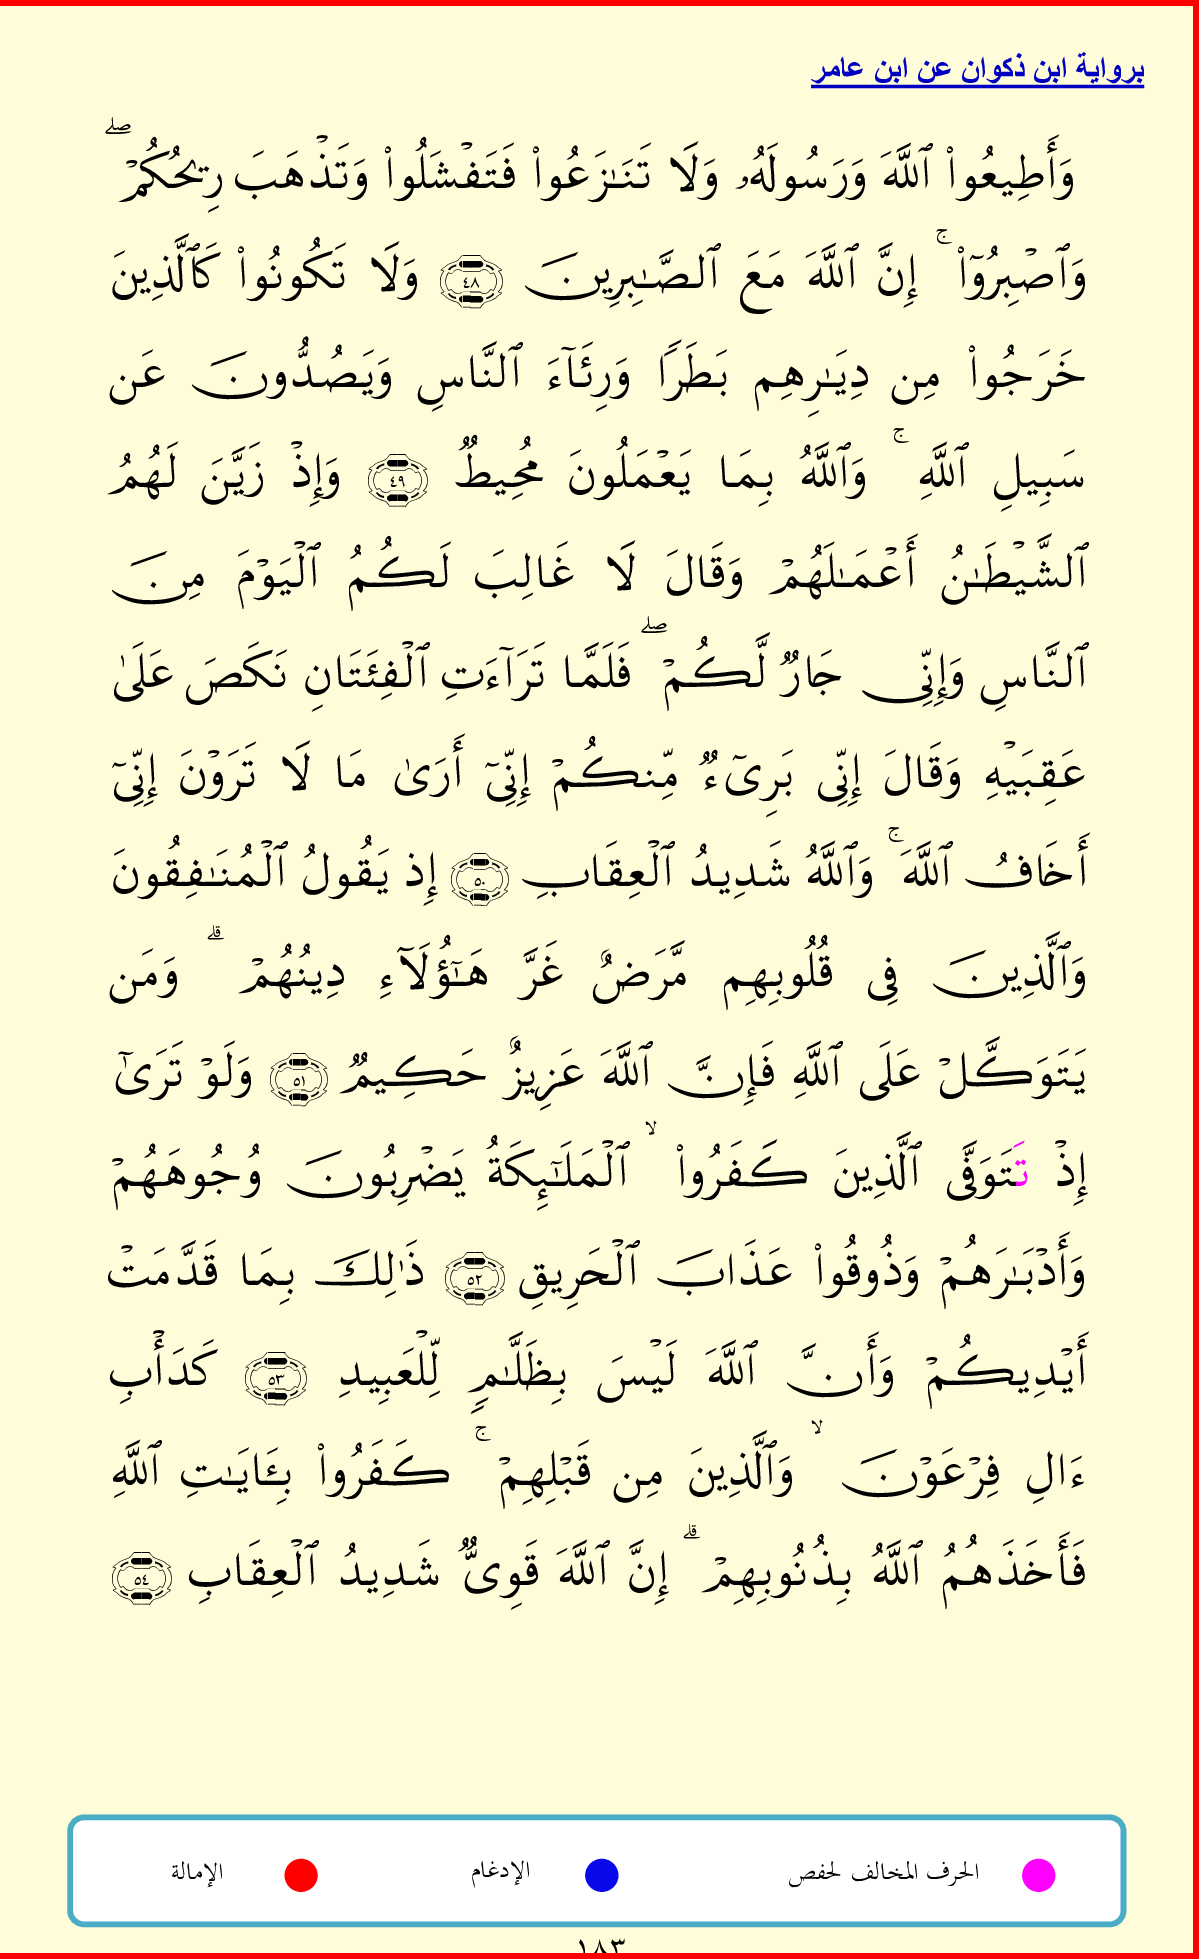 برواية ابن ذكوان عن ابن عامر
وَأَطِيعُوا۟ ٱللَّهَ وَرَسُولَهُۥ وَلَا تَنَـٰزَعُوا۟ فَتَفْشَلُوا۟ وَتَذْهَبَ رِيحُكُمْ ۖ
وَٱصْبِرُوٓا۟ ۚ إِنَّ ٱللَّهَ مَعَ ٱلصَّـٰبِرِينَ ٤٨ وَلَا تَكُونُوا۟ كَٱلَّذِينَ
خَرَجُوا۟ مِن دِيَـٰرِهِم بَطَرًا وَرِئَآءَ ٱلنَّاسِ وَيَصُدُّونَ عَن
سَبِيلِ ٱللَّهِ ۚ وَٱللَّهُ بِمَا يَعْمَلُونَ مُحِيطٌ ٤٩ وَإِذْ زَيَّنَ لَهُمُ
ٱلشَّيْطَـٰنُ أَعْمَـٰلَهُمْ وَقَالَ لَا غَالِبَ لَكُمُ ٱلْيَوْمَ مِنَ
ٱلنَّاسِ وَإِنِّى جَارٌ لَّكُمْ ۖ فَلَمَّا تَرَآءَتِ ٱلْفِئَتَانِ نَكَصَ عَلَىٰ
عَقِبَيْهِ وَقَالَ إِنِّى بَرِىٓءٌ مِّنكُمْ إِنِّىٓ أَرَىٰ مَا لَا تَرَوْنَ إِنِّىٓ
أَخَافُ ٱللَّهَ ۚ وَٱللَّهُ شَدِيدُ ٱلْعِقَابِ ٥٠ إِذْ يَقُولُ ٱلْمُنَـٰفِقُونَ
وَٱلَّذِينَ فِى قُلُوبِهِم مَّرَضٌ غَرَّ هَـٰٓؤُلَآءِ دِينُهُمْ ۗ وَمَن
يَتَوَكَّلْ عَلَى ٱللَّهِ فَإِنَّ ٱللَّهَ عَزِيزٌ حَكِيمٌ ٥١ وَلَوْ تَرَىٰٓ
إِذْ تَتَوَفَّى ٱلَّذِينَ كَفَرُوا۟ ۙ ٱلْمَلَـٰٓئِكَةُ يَضْرِبُونَ وُجُوهَهُمْ
وَأَدْبَـٰرَهُمْ وَذُوقُوا۟ عَذَابَ ٱلْحَرِيقِ ٥٢ ذَٰلِكَ بِمَا قَدَّمَتْ
أَيْدِيكُمْ وَأَنَّ ٱللَّهَ لَيْسَ بِظَلَّـٰمٍ لِّلْعَبِيدِ ٥٣ كَدَأْبِ
ءَالِ فِرْعَوْنَ ۙ وَٱلَّذِينَ مِن قَبْلِهِمْ ۚ كَفَرُوا۟ بِـَٔايَـٰتِ ٱللَّهِ
فَأَخَذَهُمُ ٱللَّهُ بِذُنُوبِهِمْ ۗ إِنَّ ٱللَّهَ قَوِىٌّ شَدِيدُ ٱلْعِقَابِ ٥٤
الحرف المخالف لحفص الإدغام الإمالة
١٨٣